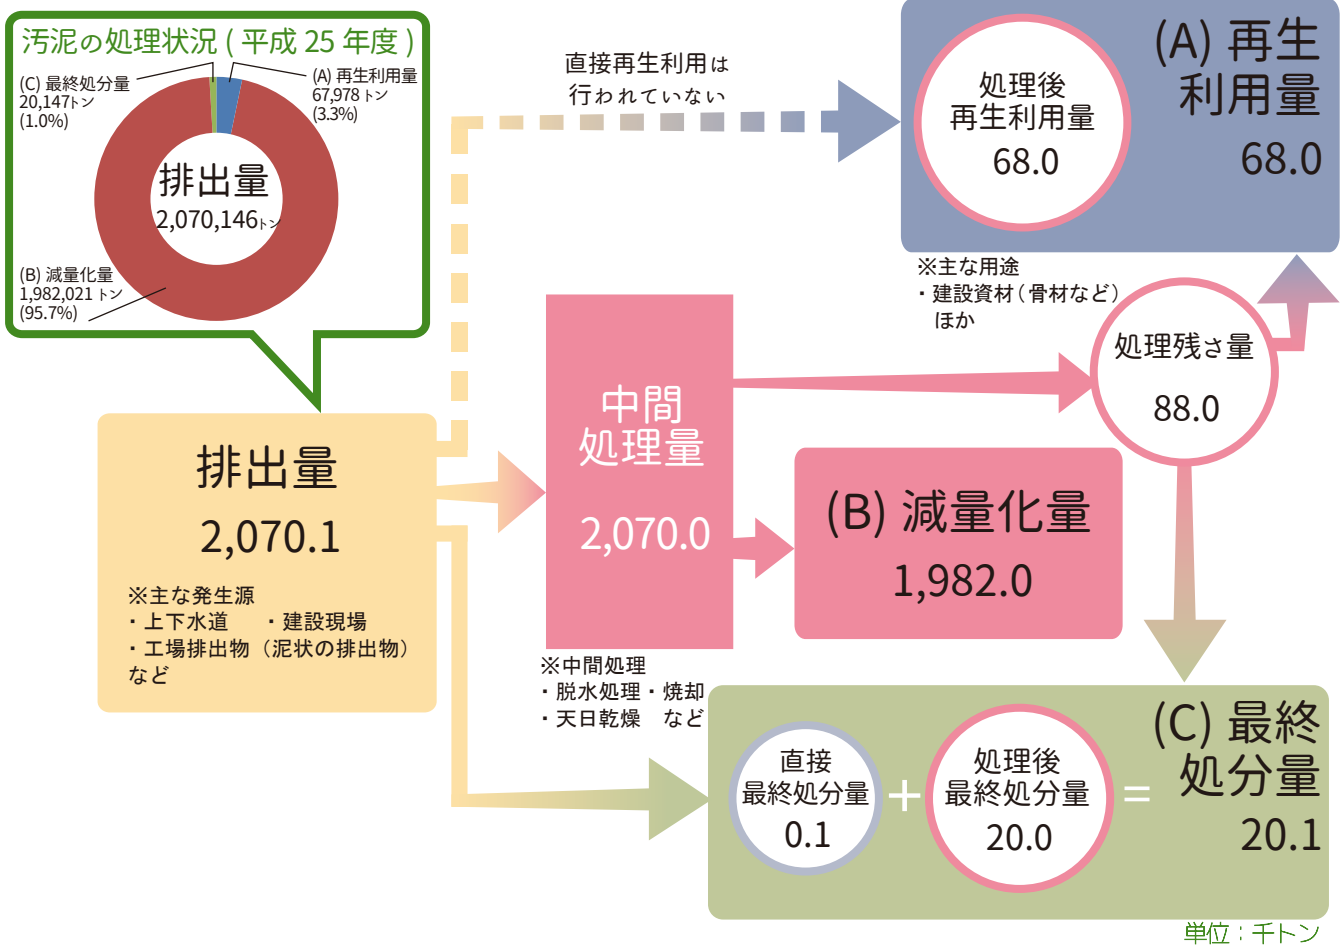 汚泥の処理状況 ( 平成 25 年度 )
(C) 最終処分量
20,147トン
(1.0%)
(A) 再生利用量
67,978 トン
(3.3%)
排出量
2,070,146トン
(B) 減量化量
1,982,021 トン
(95.7%)
直接再生利用は
行われていない
処理後
再生利用量
68.0
(A) 再生
利用量
68.0
※主な用途
・建設資材（骨材など）
ほか
処理残さ量
88.0
中間
処理量
2,070.0
排出量
2,070.1
※主な発生源
・上下水道　・建設現場
・工場排出物（泥状の排出物）
など
(B) 減量化量
1,982.0
※中間処理
・脱水処理・焼却
・天日乾燥　など
直接
最終処分量
0.1
+
処理後
最終処分量
20.0
=
(C) 最終
処分量
20.1
単位：千トン